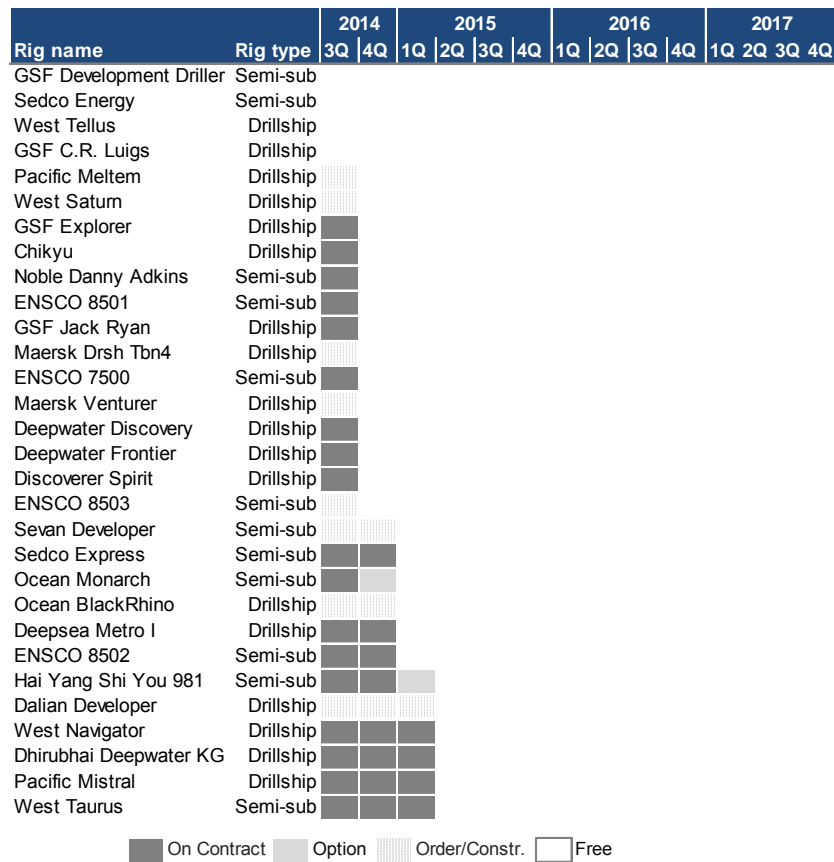 2014 2015 2016 2017
Rig name Rig type 3Q 4Q 1Q 2Q 3Q 4Q 1Q 2Q 3Q 4Q 1Q 2Q 3Q 4Q
GSF Development Driller Semi-sub
Sedco Energy Semi-sub
West Tellus Drillship
GSF C.R. Luigs Drillship
Pacific Meltem Drillship
West Saturn Drillship
GSF Explorer Drillship
Chikyu Drillship
Noble Danny Adkins Semi-sub
ENSCO 8501 Semi-sub
GSF Jack Ryan Drillship
Maersk Drsh Tbn4 Drillship
ENSCO 7500 Semi-sub
Maersk Venturer Drillship
Deepwater Discovery Drillship
Deepwater Frontier Drillship
Discoverer Spirit Drillship
ENSCO 8503 Semi-sub
Sevan Developer Semi-sub
Sedco Express Semi-sub
Ocean Monarch Semi-sub
Ocean BlackRhino Drillship
Deepsea Metro I Drillship
ENSCO 8502 Semi-sub
Hai Yang Shi You 981 Semi-sub
Dalian Developer Drillship
West Navigator Drillship
Dhirubhai Deepwater KG Drillship
Pacific Mistral Drillship
West Taurus Semi-sub
On Contract Option Order/Constr. Free